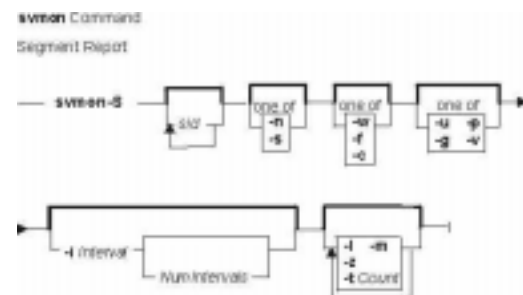 svmon Command
Segment Report
svmon -S
sid
one of
-n
-s
one of
-w
-f
-c
one of
-u -p
-g -v
-i Interval
NumIntervals
-l -m
-z
-t Count